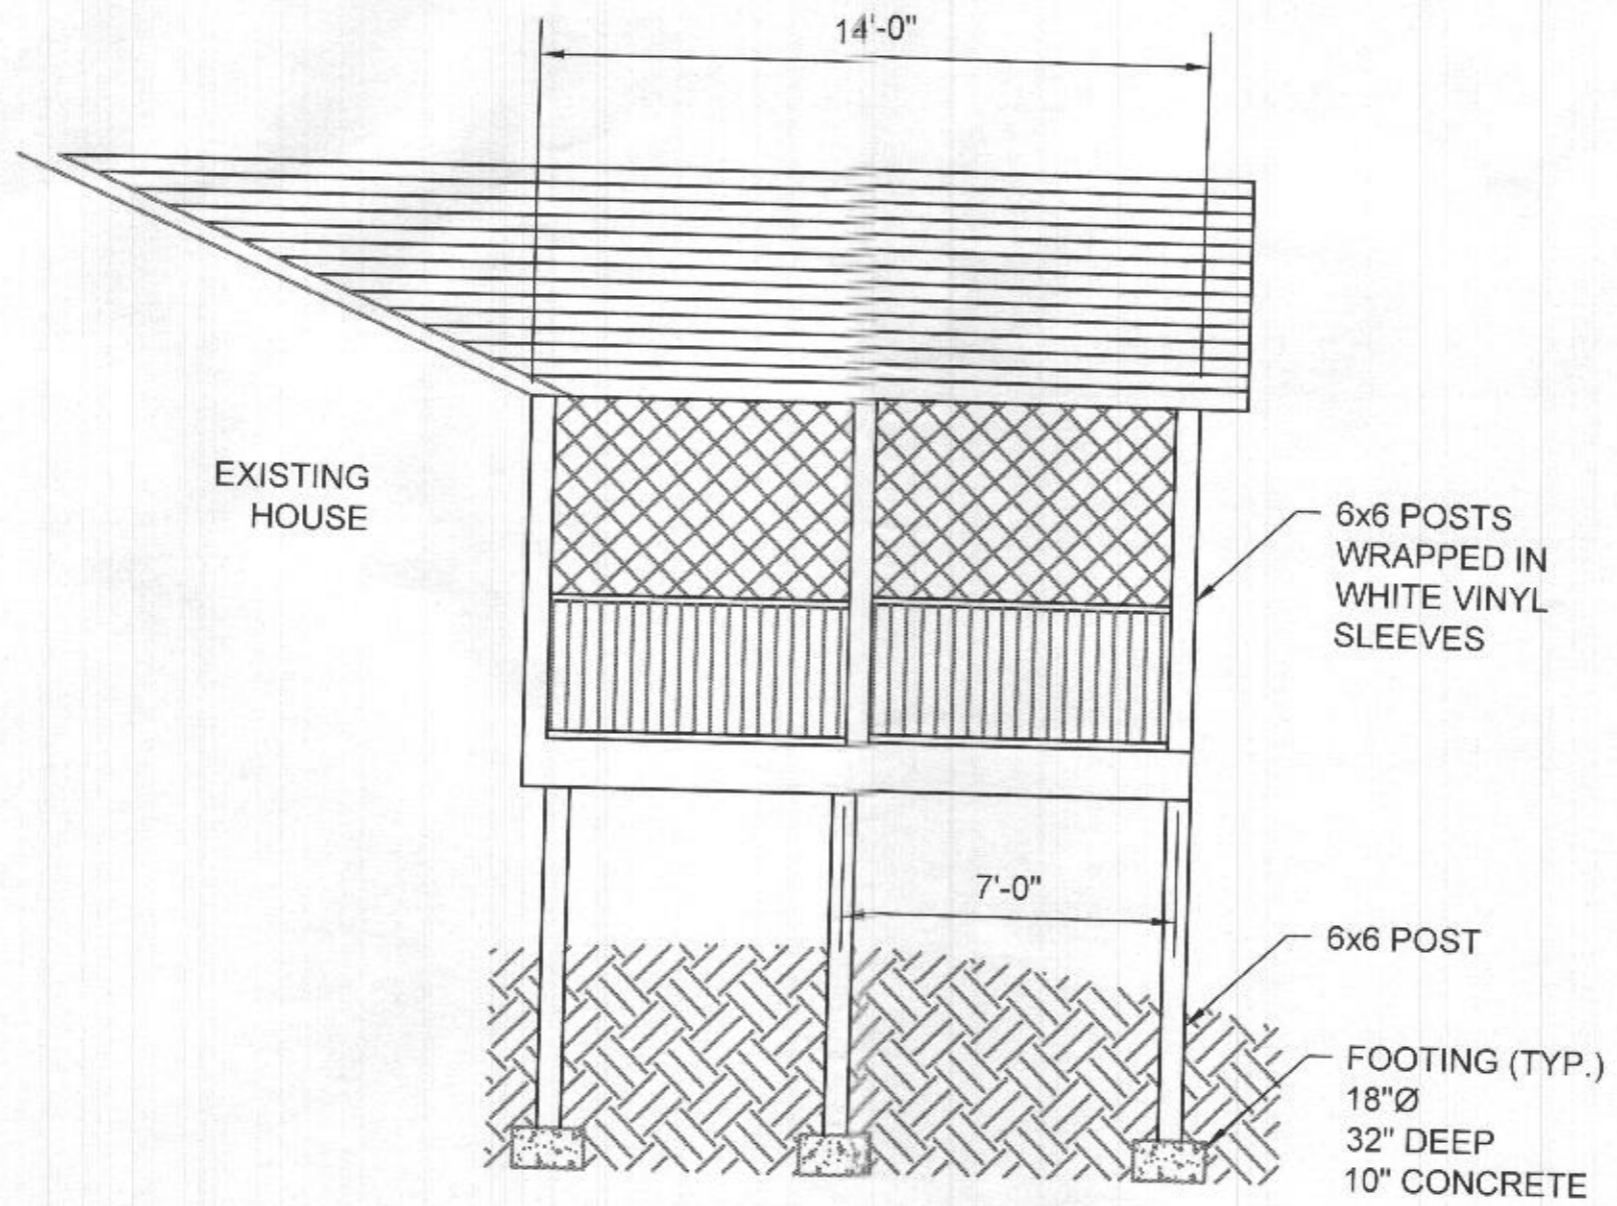 14'-0"
EXISTING
HOUSE
6x6 POSTS
WRAPPED IN
WHITE VINYL
SLEEVES
7'-0"
6x6 POST
FOOTING (TYP.)
18"Ø
32" DEEP
10" CONCRETE